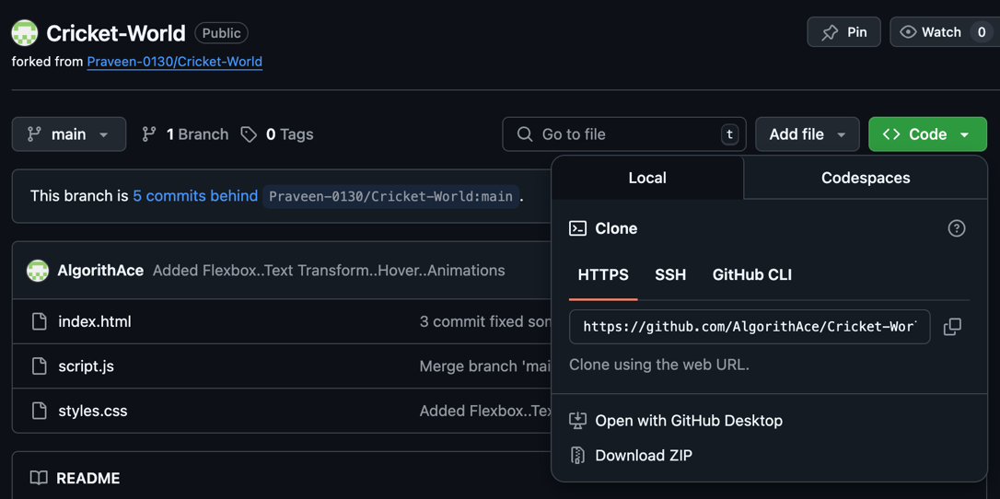 Cricket-World Public Pin Watch 0
forked from Praveen-0130/Cricket-World
main 1 Branch 0 Tags Go to file t Add file Code
Local Codespaces
This branch is 5 commits behind Praveen-0130/Cricket-World:main .
Clone
AlgorithAce Added Flexbox..Text Transform..Hover..Animations
HTTPS SSH GitHub CLI
index.html 3 commit fixed
https://github.com/AlgorithAce/Cricket-Wor
script.js Merge branch 'mai
Clone using the web URL.
styles.css Added Flexbox..Te
Open with GitHub Desktop
Download ZIP
README